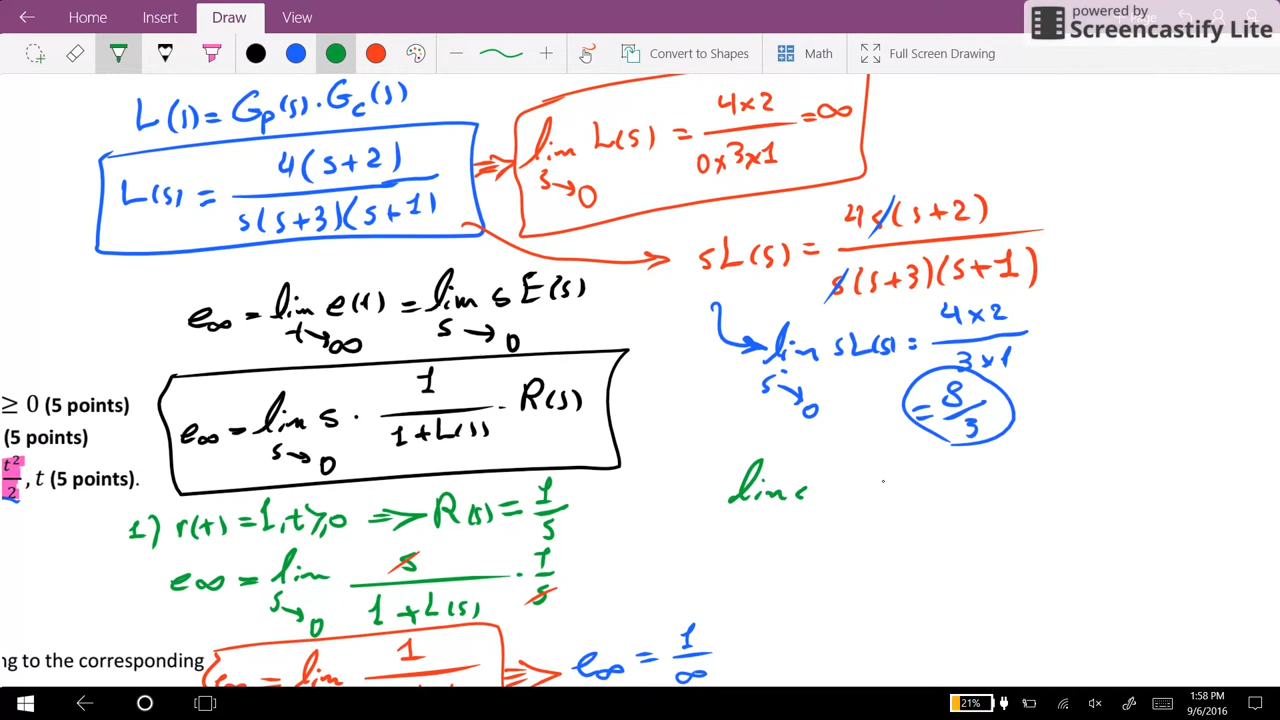 Home Insert Draw View
powered by
Screencastify Lite
Convert to Shapes Math Full Screen Drawing
L(s) = Gp(s) . Gc(s)
L(s) = 4(s+2) / s(s+3)(s+1)
lim s→0 L(s) = 4×2 / 0×3×1 = ∞
sL(s) = 4s(s+2) / s(s+3)(s+1)
e∞ = lim t→∞ e(t) = lim s→0 s E(s)
lim s→0 sL(s) = 4×2 / 3×1
= 8/3
e∞ = lim s→0 s · 1 / 1+L(s) · R(s)
≥ 0 (5 points)
(5 points)
t²/2 , t (5 points).
lim
1) r(t) = 1, t≥0 ⇒ R(s) = 1/s
e∞ = lim s→0 s / 1+L(s) · 1/s
ng to the corresponding
e∞ = lim 1
⇒ e∞ = 1/∞
21%
1:58 PM
9/6/2016